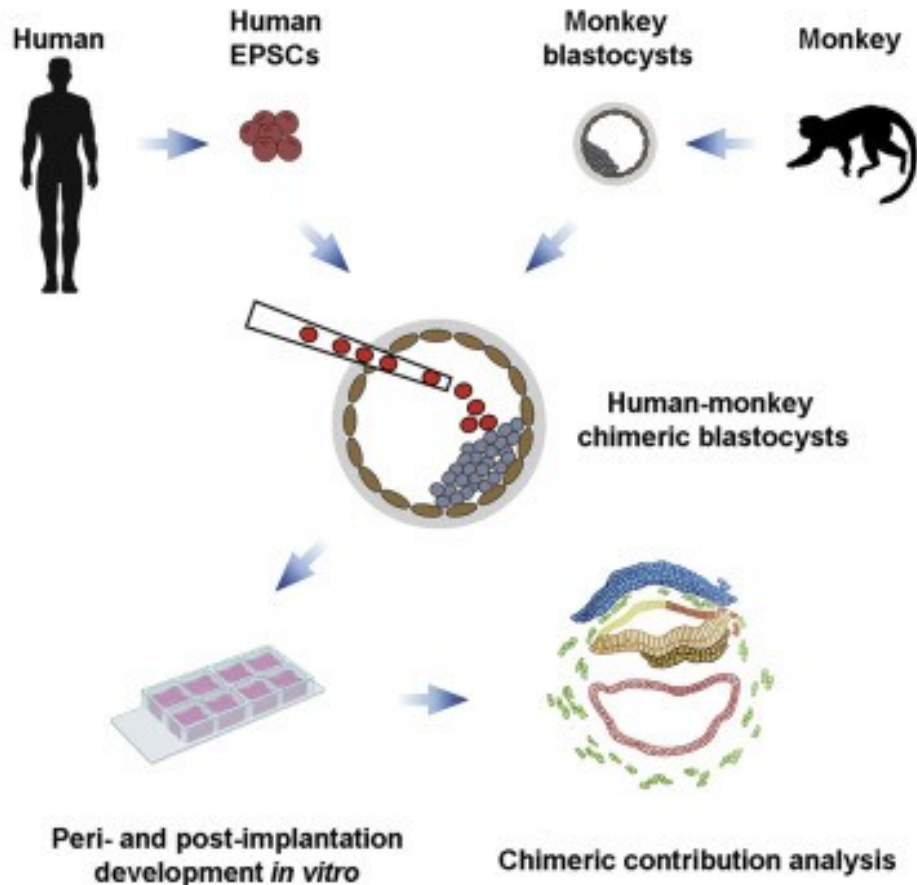 Human
Human
EPSCs
Monkey
blastocysts
Monkey
Human-monkey
chimeric blastocysts
Peri- and post-implantation
development in vitro
Chimeric contribution analysis